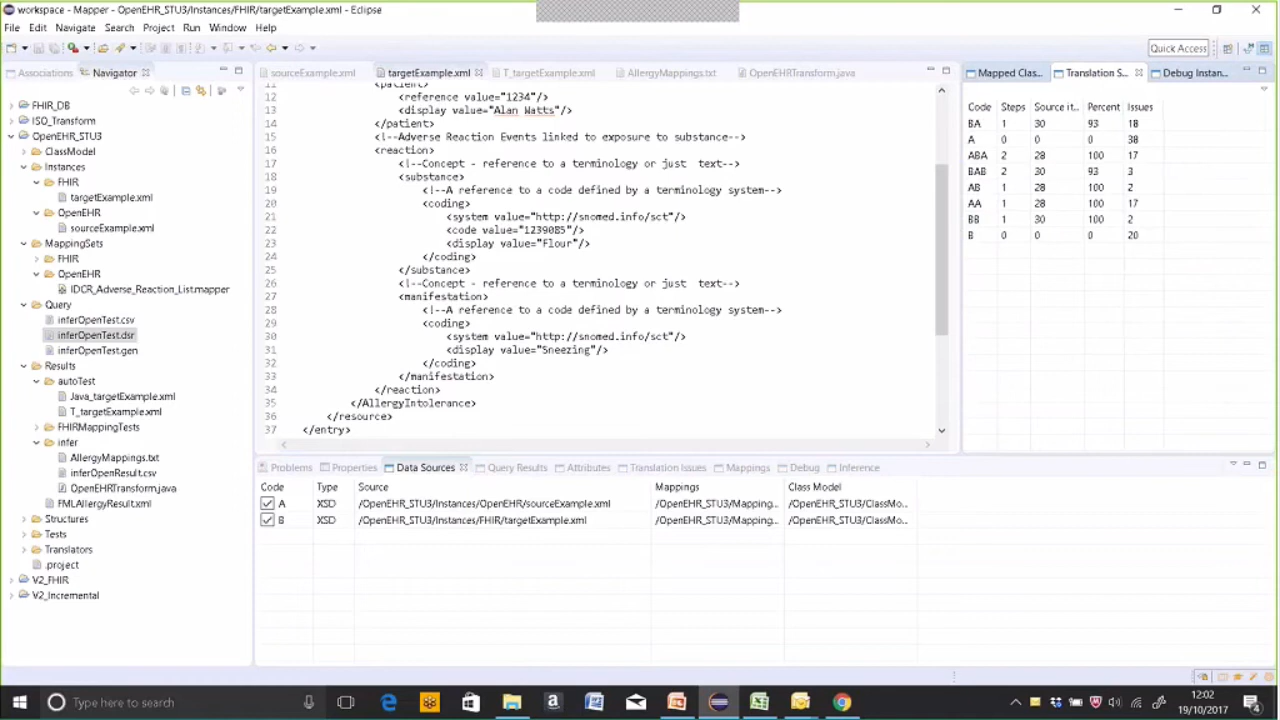 workspace - Mapper - OpenEHR_STU3/Instances/FHIR/targetExample.xml - Eclipse
File Edit Navigate Search Project Run Window Help
Quick Access
Associations Navigator
FHIR_DB
ISO_Transform
OpenEHR_STU3
ClassModel
Instances
FHIR
targetExample.xml
OpenEHR
sourceExample.xml
MappingSets
FHIR
OpenEHR
IDCR_Adverse_Reaction_List.mapper
Query
inferOpenTest.csv
inferOpenTest.dsr
inferOpenTest.gen
Results
autoTest
Java_targetExample.xml
T_targetExample.xml
FHIRMappingTests
infer
AllergyMappings.txt
inferOpenResult.csv
OpenEHRTransform.java
FMLAllergyResult.xml
Structures
Tests
Translators
.project
V2_FHIR
V2_Incremental
sourceExample.xml targetExample.xml T_targetExample.xml AllergyMappings.txt OpenEHRTransform.java
11 <patient>
12 <reference value="1234"/>
13 <display value="Alan Watts"/>
14 </patient>
15 <!--Adverse Reaction Events linked to exposure to substance-->
16 <reaction>
17 <!--Concept - reference to a terminology or just  text-->
18 <substance>
19 <!--A reference to a code defined by a terminology system-->
20 <coding>
21 <system value="http://snomed.info/sct"/>
22 <code value="1239085"/>
23 <display value="Flour"/>
24 </coding>
25 </substance>
26 <!--Concept - reference to a terminology or just  text-->
27 <manifestation>
28 <!--A reference to a code defined by a terminology system-->
29 <coding>
30 <system value="http://snomed.info/sct"/>
31 <display value="Sneezing"/>
32 </coding>
33 </manifestation>
34 </reaction>
35 </AllergyIntolerance>
36 </resource>
37 </entry>
Mapped Clas... Translation S... Debug Instan...
Code Steps Source it... Percent Issues
BA 1 30 93 18
A 0 0 0 38
ABA 2 28 100 17
BAB 2 30 93 3
AB 1 28 100 2
AA 1 28 100 17
BB 1 30 100 2
B 0 0 0 20
Problems Properties Data Sources Query Results Attributes Translation Issues Mappings Debug Inference
Code Type Source Mappings Class Model
A XSD /OpenEHR_STU3/Instances/OpenEHR/sourceExample.xml /OpenEHR_STU3/Mapping... /OpenEHR_STU3/ClassMo...
B XSD /OpenEHR_STU3/Instances/FHIR/targetExample.xml /OpenEHR_STU3/Mapping... /OpenEHR_STU3/ClassMo...
Type here to search
12:02
19/10/2017
4